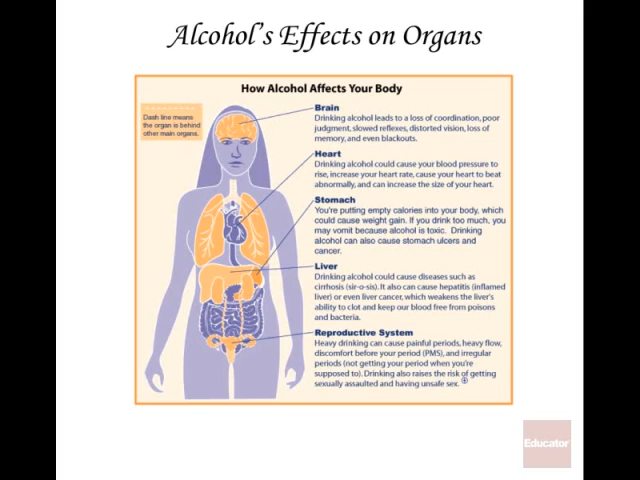 Alcohol's Effects on Organs
How Alcohol Affects Your Body
Dash line means
the organ is behind
other main organs.
Brain
Drinking alcohol leads to a loss of coordination, poor
judgment, slowed reflexes, distorted vision, loss of
memory, and even blackouts.
Heart
Drinking alcohol could cause your blood pressure to
rise, increase your heart rate, cause your heart to beat
abnormally, and can increase the size of your heart.
Stomach
You're putting empty calories into your body, which
could cause weight gain. If you drink too much, you
may vomit because alcohol is toxic. Drinking
alcohol can also cause stomach ulcers and
cancer.
Liver
Drinking alcohol could cause diseases such as
cirrhosis (sir-o-sis). It also can cause hepatitis (inflamed
liver) or even liver cancer, which weakens the liver's
ability to clot and keep our blood free from poisons
and bacteria.
Reproductive System
Heavy drinking can cause painful periods, heavy flow,
discomfort before your period (PMS), and irregular
periods (not getting your period when you're
supposed to). Drinking also raises the risk of getting
sexually assaulted and having unsafe sex.
Educator